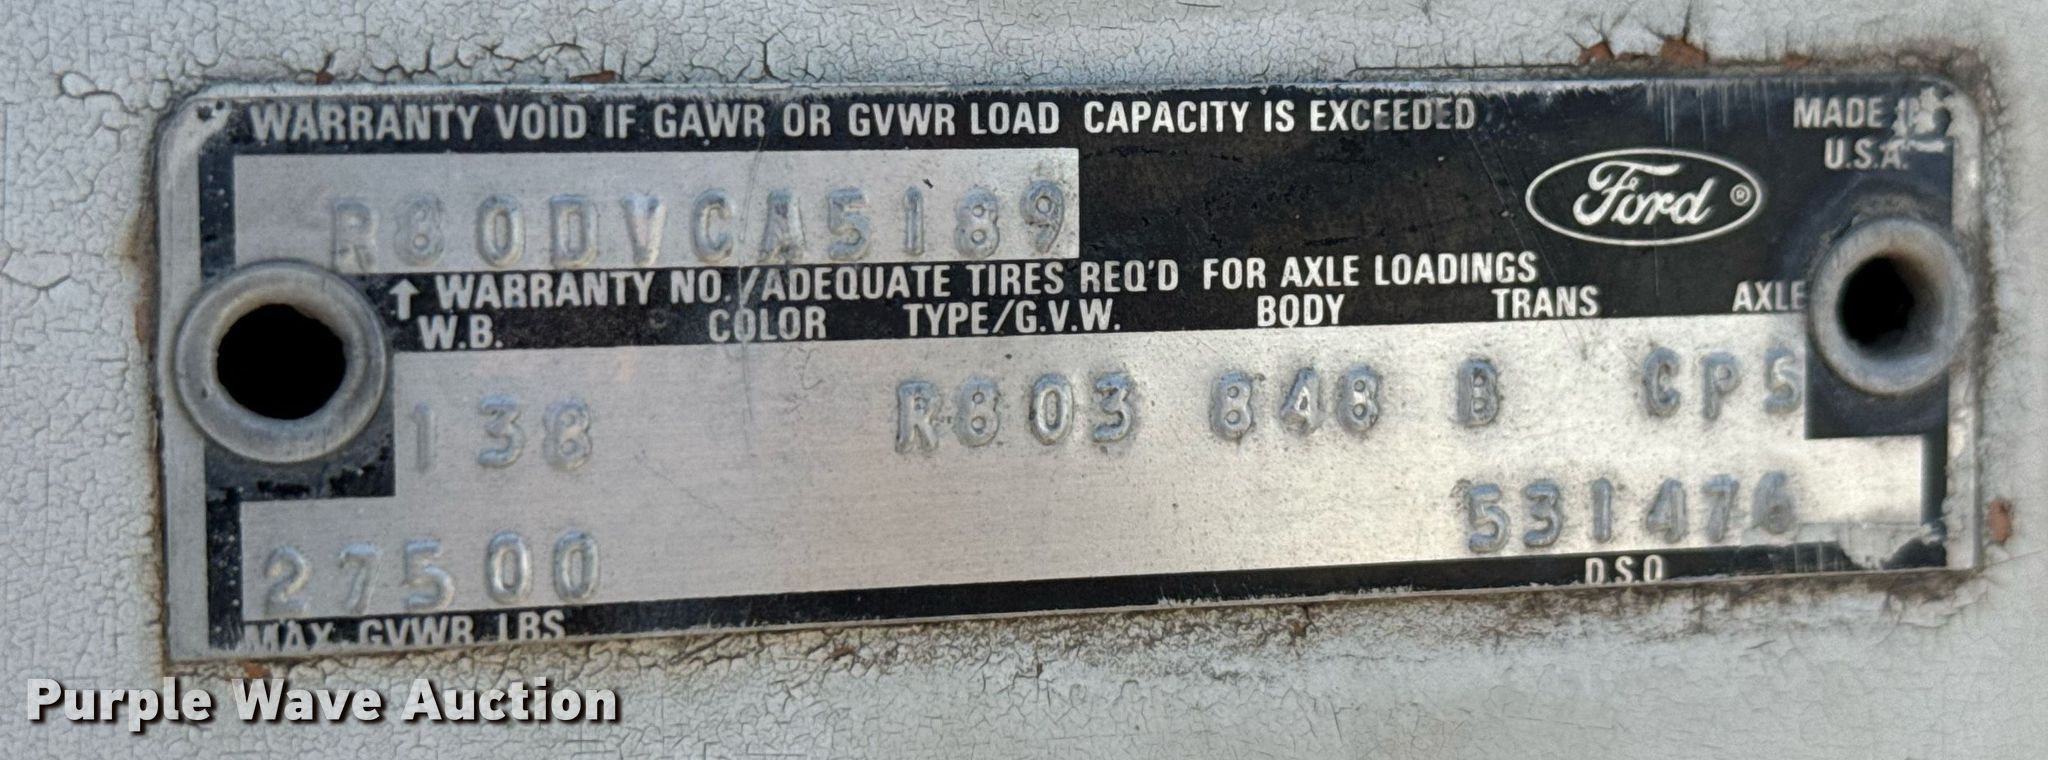 WARRANTY VOID IF GAWR OR GVWR LOAD CAPACITY IS EXCEEDED
MADE IN
U.S.A.
R80DVCA5189
Ford ®
↑ WARRANTY NO./ADEQUATE TIRES REQ'D FOR AXLE LOADINGS
W.B. COLOR TYPE/G.V.W. BODY TRANS AXLE
138 R803 848 B CP5
531476
27500
D.S.O
MAX. GVWR LBS
Purple Wave Auction